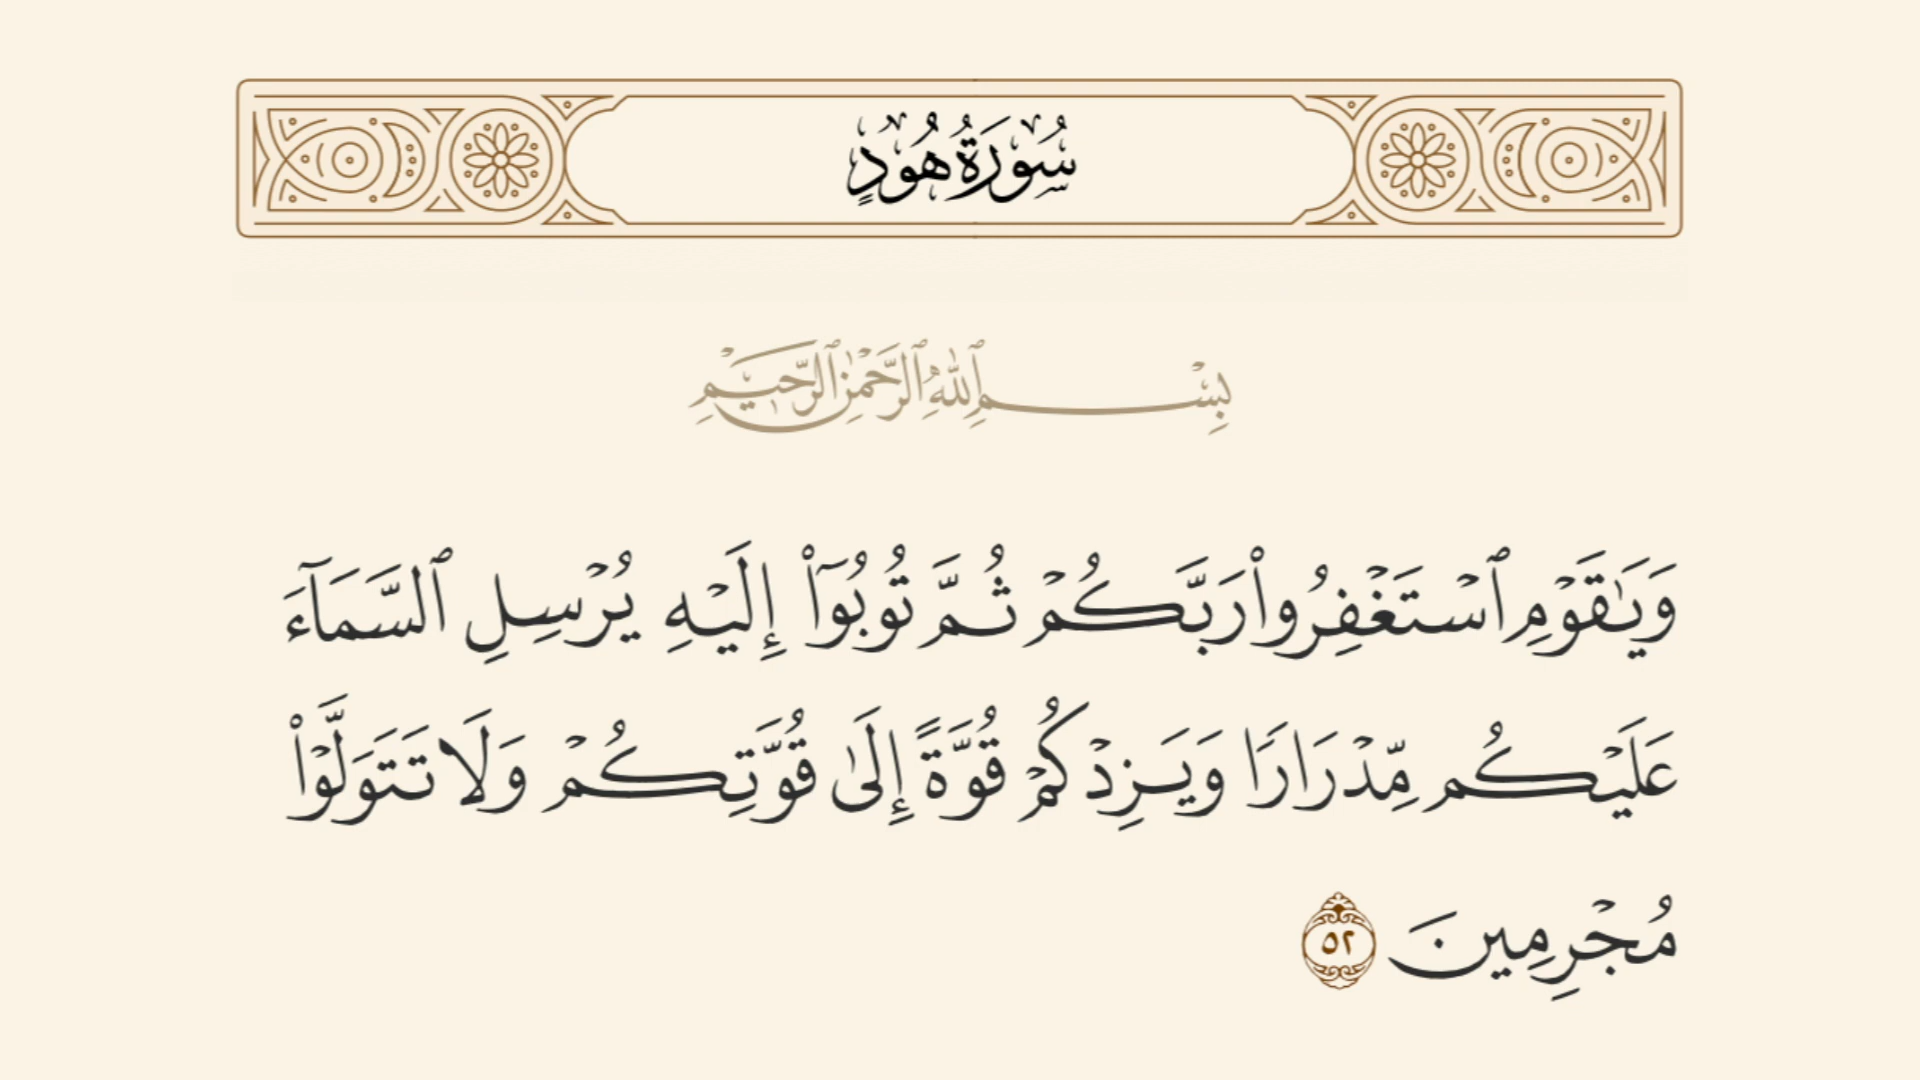 سُورَةُ هُودٍ
بِسْمِ ٱللَّهِ ٱلرَّحْمَٰنِ ٱلرَّحِيمِ
وَيَٰقَوْمِ ٱسْتَغْفِرُوا۟ رَبَّكُمْ ثُمَّ تُوبُوٓا۟ إِلَيْهِ يُرْسِلِ ٱلسَّمَآءَ
عَلَيْكُم مِّدْرَارًا وَيَزِدْكُمْ قُوَّةً إِلَىٰ قُوَّتِكُمْ وَلَا تَتَوَلَّوْا۟
مُجْرِمِينَ ٥٢